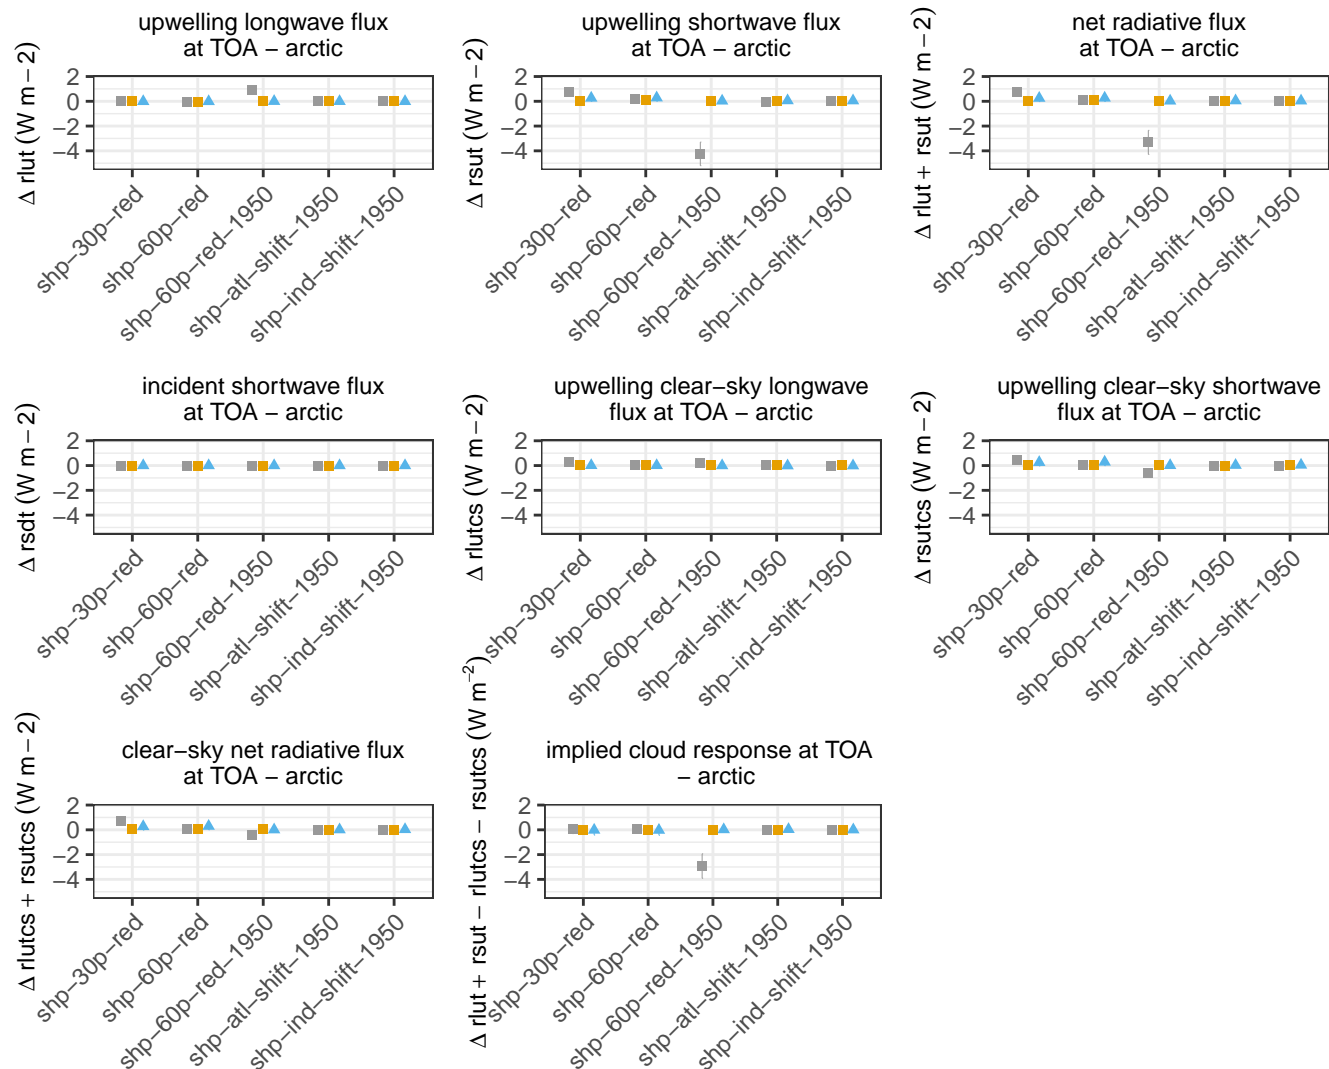 upwelling longwave flux
at TOA − arctic
Δ rlut (W m−2)
2
0
−2
−4
shp−30p−red
shp−60p−red
shp−60p−red−1950
shp−atl−shift−1950
shp−ind−shift−1950
upwelling shortwave flux
at TOA − arctic
Δ rsut (W m−2)
2
0
−2
−4
shp−30p−red
shp−60p−red
shp−60p−red−1950
shp−atl−shift−1950
shp−ind−shift−1950
net radiative flux
at TOA − arctic
Δ rlut + rsut (W m−2)
2
0
−2
−4
shp−30p−red
shp−60p−red
shp−60p−red−1950
shp−atl−shift−1950
shp−ind−shift−1950
incident shortwave flux
at TOA − arctic
Δ rsdt (W m−2)
2
0
−2
−4
shp−30p−red
shp−60p−red
shp−60p−red−1950
shp−atl−shift−1950
shp−ind−shift−1950
upwelling clear−sky longwave
flux at TOA − arctic
Δ rlutcs (W m−2)
2
0
−2
−4
shp−30p−red
shp−60p−red
shp−60p−red−1950
shp−atl−shift−1950
shp−ind−shift−1950
upwelling clear−sky shortwave
flux at TOA − arctic
Δ rsutcs (W m−2)
2
0
−2
−4
shp−30p−red
shp−60p−red
shp−60p−red−1950
shp−atl−shift−1950
shp−ind−shift−1950
clear−sky net radiative flux
at TOA − arctic
Δ rlutcs + rsutcs (W m−2)
2
0
−2
−4
shp−30p−red
shp−60p−red
shp−60p−red−1950
shp−atl−shift−1950
shp−ind−shift−1950
implied cloud response at TOA
− arctic
Δ rlut + rsut − rlutcs − rsutcs (W m⁻²)
2
0
−2
−4
shp−30p−red
shp−60p−red
shp−60p−red−1950
shp−atl−shift−1950
shp−ind−shift−1950